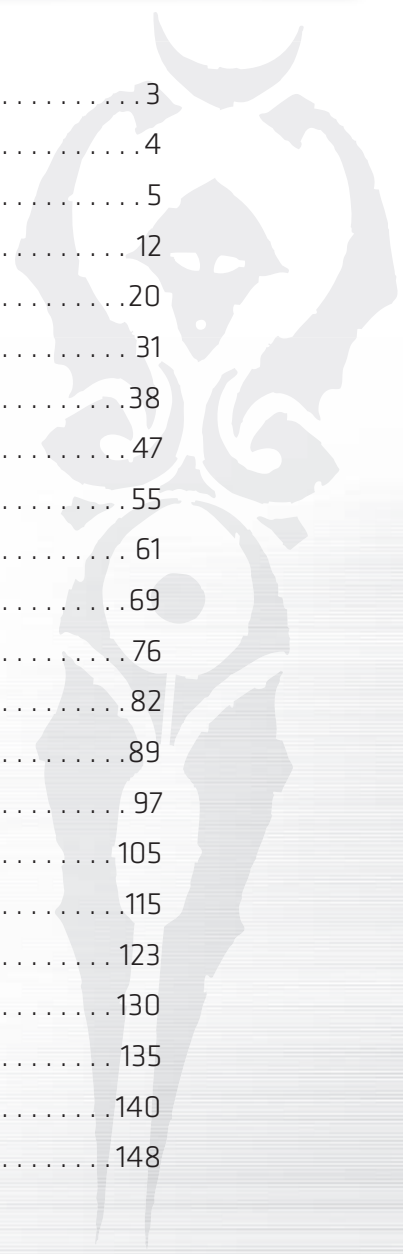 . . . . . . . . . . 3
. . . . . . . . . . 4
. . . . . . . . . . 5
. . . . . . . . . 12
. . . . . . . . . 20
. . . . . . . . . 31
. . . . . . . . . 38
. . . . . . . . . 47
. . . . . . . . . 55
. . . . . . . . . 61
. . . . . . . . . 69
. . . . . . . . . 76
. . . . . . . . . 82
. . . . . . . . . 89
. . . . . . . . . 97
. . . . . . . . 105
. . . . . . . . . 115
. . . . . . . . 123
. . . . . . . . 130
. . . . . . . . 135
. . . . . . . . 140
. . . . . . . . 148